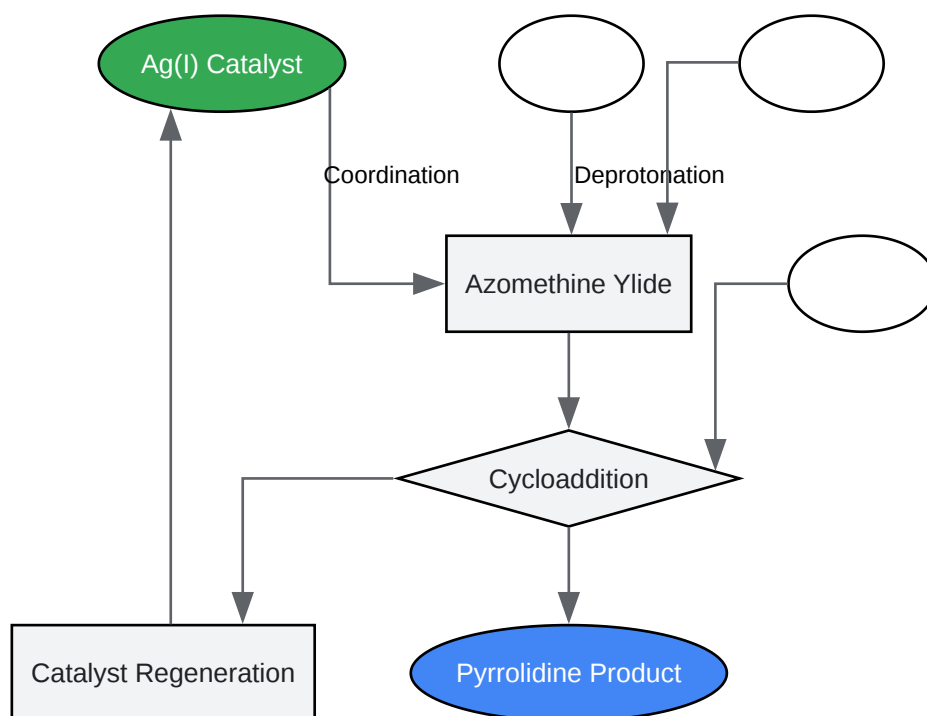 Ag(I) Catalyst
Coordination
Deprotonation
Azomethine Ylide
Cycloaddition
Catalyst Regeneration
Pyrrolidine Product